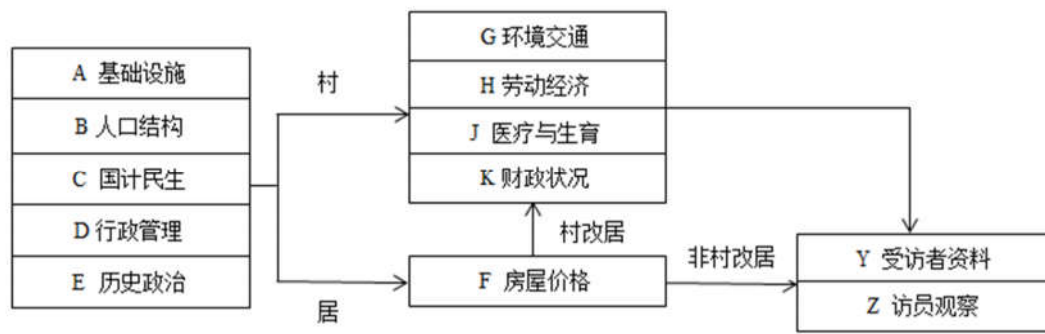 A 基础设施
B 人口结构
C 国计民生
D 行政管理
E 历史政治
村
居
G 环境交通
H 劳动经济
J 医疗与生育
K 财政状况
村改居
F 房屋价格
非村改居
Y 受访者资料
Z 访员观察